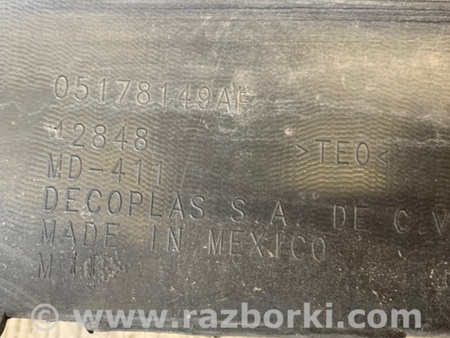 05178149AF
42848
MD-411 >TEO<
DECOPLAS S.A. DE C.V
MADE IN MEXICO
© www.razborki.com